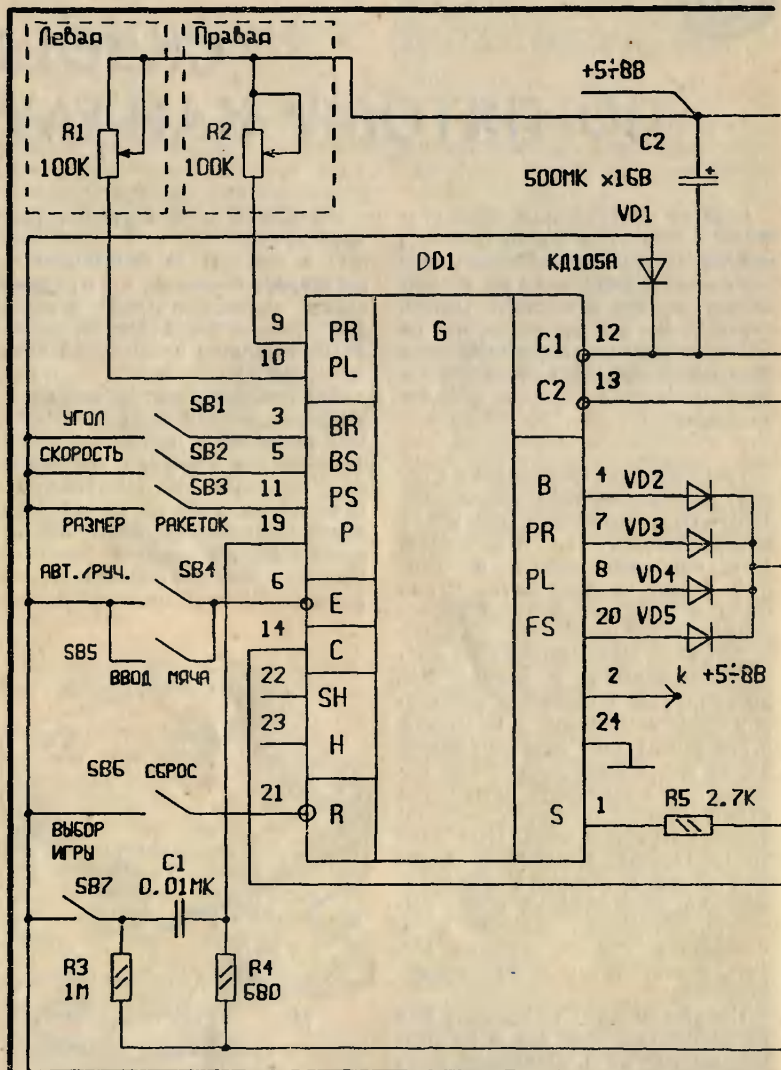 Левая
Правая
+5÷8В
R1
100К
R2
100К
C2
500МК ×16В
VD1
КД105А
DD1
G
9
PR
10
PL
C1
12
C2
13
УГОЛ
SB1
3
BR
СКОРОСТЬ
SB2
5
BS
SB3
11
PS
РАЗМЕР РАКЕТОК
19
P
B
4
VD2
PR
7
VD3
PL
8
VD4
FS
20
VD5
АВТ./РУЧ.
SB4
6
E
SB5
ВВОД МЯЧА
14
C
22
SH
23
H
2
k +5÷8В
24
SB6 СБРОС
21
R
S
1
R5 2.7К
ВЫБОР
ИГРЫ
SB7
C1
0.01МК
R3
1М
R4
680